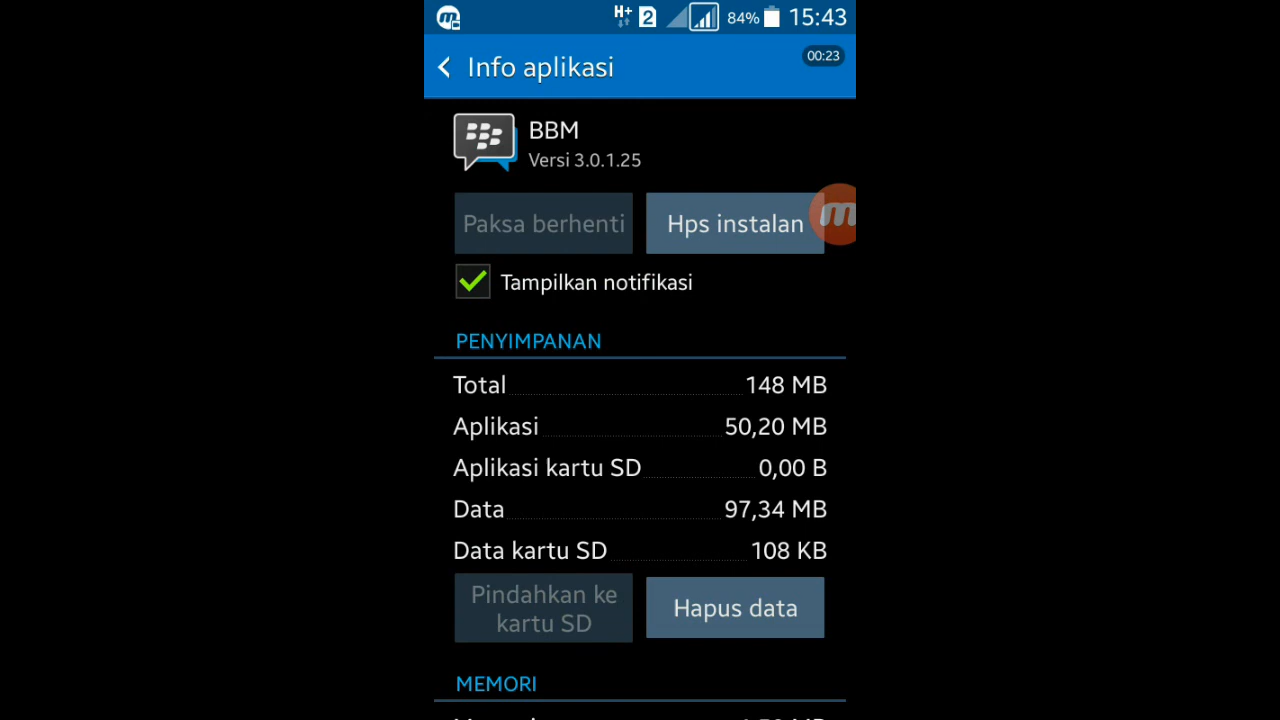 H+ 2 84% 15:43
Info aplikasi 00:23
BBM
Versi 3.0.1.25
Paksa berhenti Hps instalan
Tampilkan notifikasi
PENYIMPANAN
Total 148 MB
Aplikasi 50,20 MB
Aplikasi kartu SD 0,00 B
Data 97,34 MB
Data kartu SD 108 KB
Pindahkan ke
kartu SD
Hapus data
MEMORI